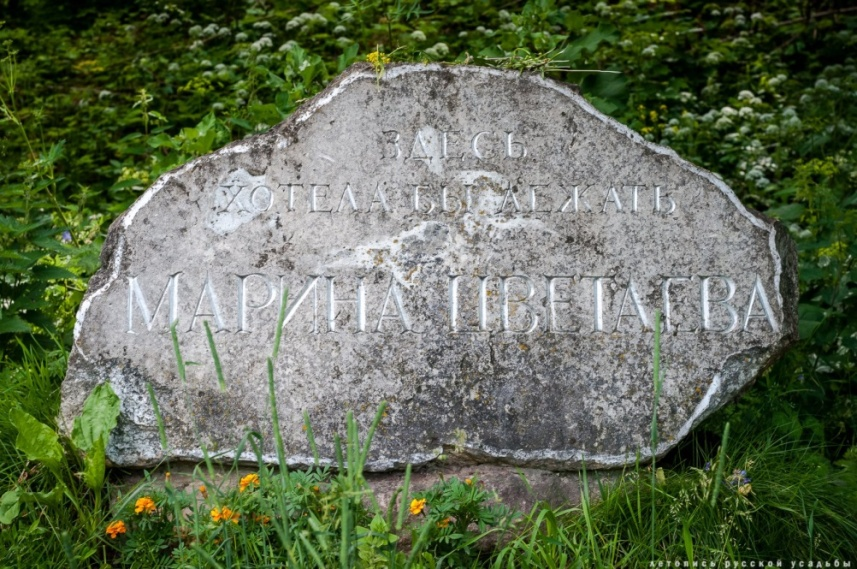 ЗДЕСЬ
ХОТЕЛА БЫ ЛЕЖАТЬ
МАРИНА ЦВЕТАЕВА
летопись русской усадьбы